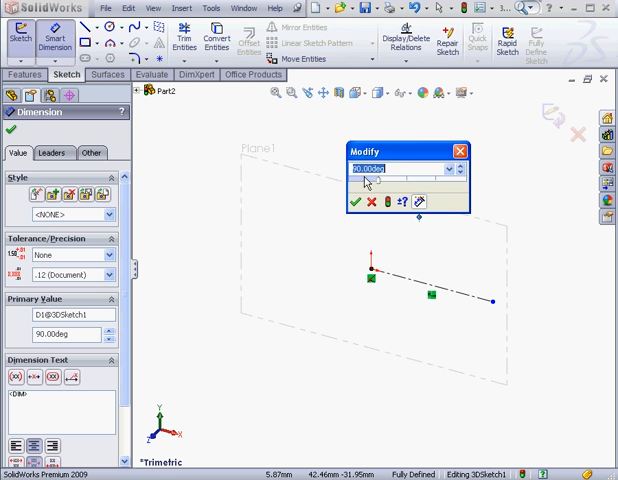 SolidWorks File Edit View Insert Tools Window Help 3...
Sketch Smart Dimension Trim Entities Convert Entities Offset Entities Mirror Entities Linear Sketch Pattern Move Entities Display/Delete Relations Repair Sketch Quick Snaps Rapid Sketch Fully Define Sketch
Features Sketch Surfaces Evaluate DimXpert Office Products
Part2
Dimension ?
Value Leaders Other
Style
<NONE>
Tolerance/Precision
1.50 None
.12 (Document)
Primary Value
D1@3DSketch1
90.00deg
Dimension Text
<DIM>
Plane1
Modify
90.00deg
±?
Y
X
Z
*Trimetric
SolidWorks Premium 2009 5.87mm 42.46mm -31.95mm Fully Defined Editing 3DSketch1